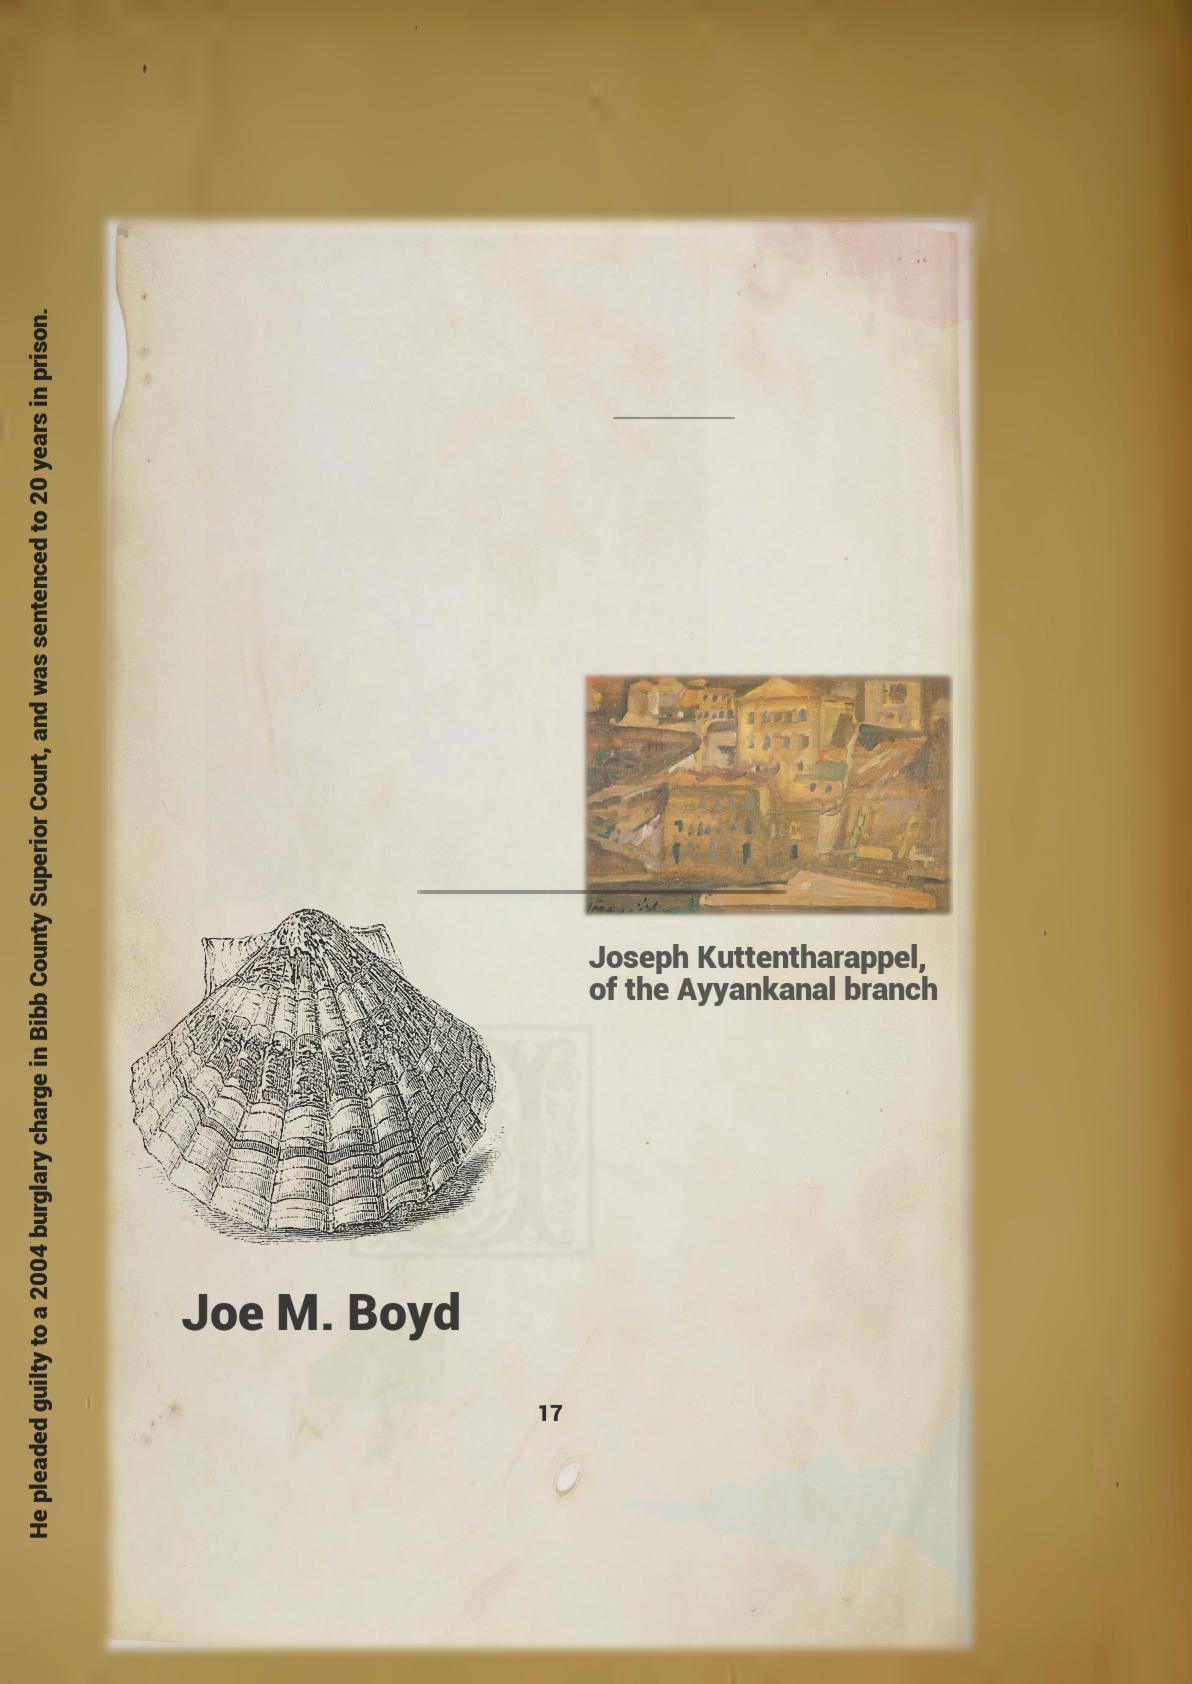 He pleaded guilty to a 2004 burglary charge in Bibb County Superior Court, and was sentenced to 20 years in prison.
Joseph Kuttentharappel,
of the Ayyankanal branch
Joe M. Boyd
17